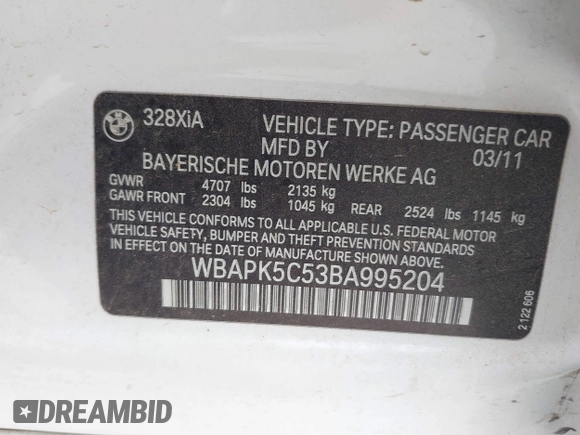 BMW
328XiA
VEHICLE TYPE: PASSENGER CAR
MFD BY 03/11
BAYERISCHE MOTOREN WERKE AG
GVWR 4707 lbs 2135 kg
GAWR FRONT 2304 lbs 1045 kg REAR 2524 lbs 1145 kg
THIS VEHICLE CONFORMS TO ALL APPLICABLE U.S. FEDERAL MOTOR
VEHICLE SAFETY, BUMPER AND THEFT PREVENTION STANDARDS
IN EFFECT ON THE DATE OF MANUFACTURE SHOWN ABOVE.
WBAPK5C53BA995204
2 122 606
DREAMBID